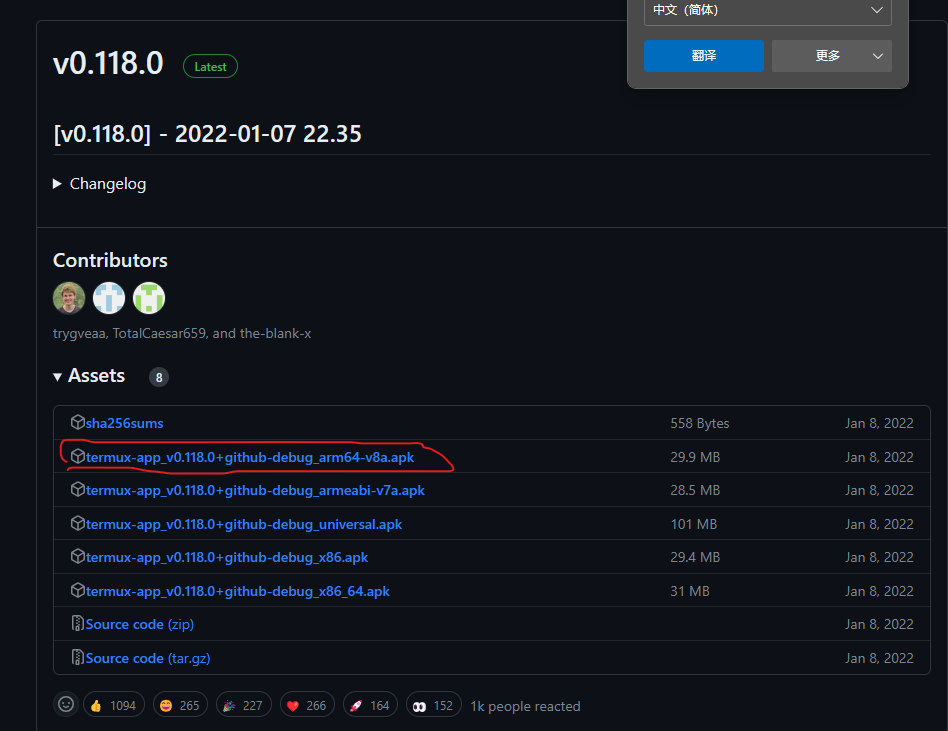 中文（简体）
翻译
更多
v0.118.0 Latest
[v0.118.0] - 2022-01-07 22.35
Changelog
Contributors
trygveaa, TotalCaesar659, and the-blank-x
Assets 8
sha256sums 558 Bytes Jan 8, 2022
termux-app_v0.118.0+github-debug_arm64-v8a.apk 29.9 MB Jan 8, 2022
termux-app_v0.118.0+github-debug_armeabi-v7a.apk 28.5 MB Jan 8, 2022
termux-app_v0.118.0+github-debug_universal.apk 101 MB Jan 8, 2022
termux-app_v0.118.0+github-debug_x86.apk 29.4 MB Jan 8, 2022
termux-app_v0.118.0+github-debug_x86_64.apk 31 MB Jan 8, 2022
Source code (zip) Jan 8, 2022
Source code (tar.gz) Jan 8, 2022
1094 265 227 266 164 152 1k people reacted